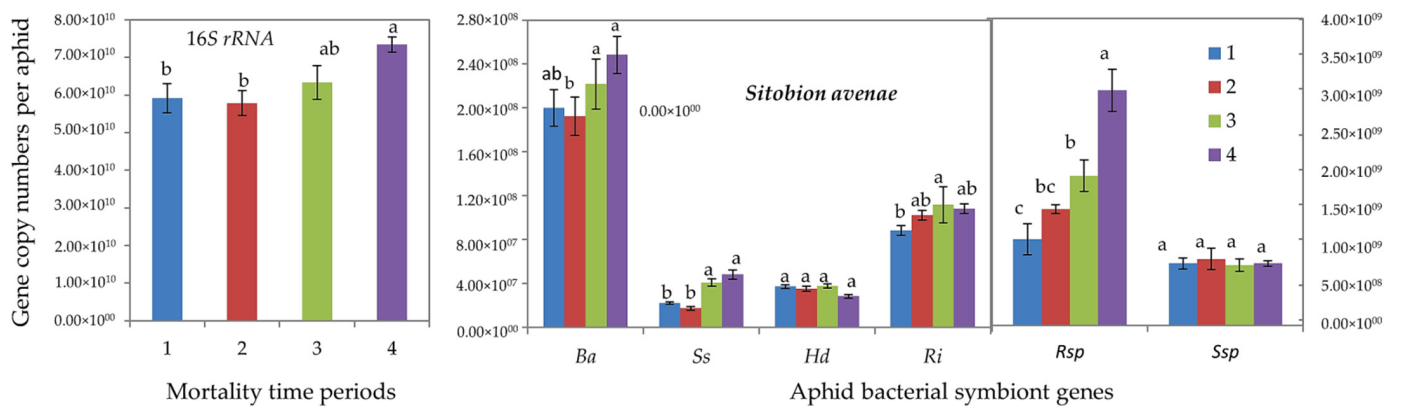 Gene copy numbers per aphid
8.00×10¹⁰
7.00×10¹⁰
6.00×10¹⁰
5.00×10¹⁰
4.00×10¹⁰
3.00×10¹⁰
2.00×10¹⁰
1.00×10¹⁰
0.00×10⁰⁰
16S rRNA
b
b
ab
a
1 2 3 4
Mortality time periods
2.80×10⁰⁸
2.40×10⁰⁸
2.00×10⁰⁸
1.60×10⁰⁸
1.20×10⁰⁸
8.00×10⁰⁷
4.00×10⁰⁷
0.00×10⁰⁰
ab b a a
0.00×10⁰⁰
Sitobion avenae
b b a a
a a a a
b ab a ab
c bc b a
a a a a
1
2
3
4
4.00×10⁰⁹
3.50×10⁰⁹
3.00×10⁰⁹
2.50×10⁰⁹
2.00×10⁰⁹
1.50×10⁰⁹
1.00×10⁰⁹
5.00×10⁰⁸
0.00×10⁰⁰
Ba Ss Hd Ri Rsp Ssp
Aphid bacterial symbiont genes